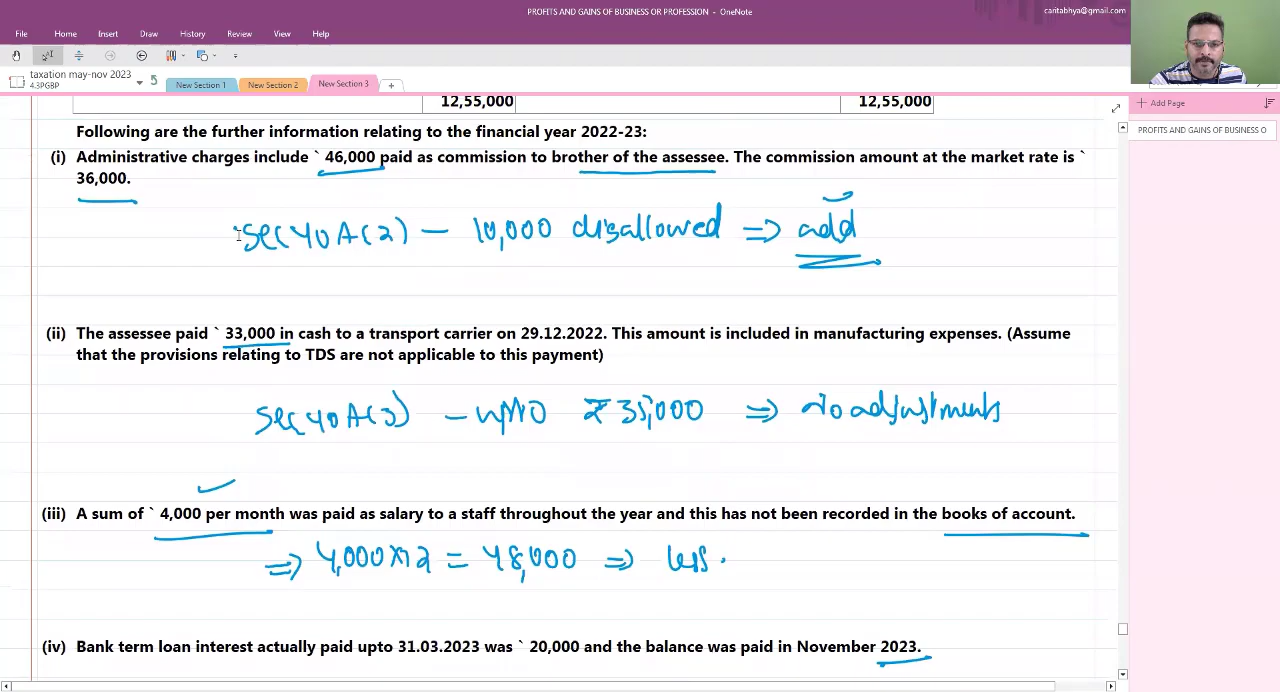 PROFITS AND GAINS OF BUSINESS OR PROFESSION - OneNote
caritabhya@gmail.com
File Home Insert Draw History Review View Help
taxation may-nov 2023
4.3PGBP
New Section 1 New Section 2 New Section 3
Add Page
PROFITS AND GAINS OF BUSINESS O
12,55,000 12,55,000
Following are the further information relating to the financial year 2022-23:
(i) Administrative charges include ` 46,000 paid as commission to brother of the assessee. The commission amount at the market rate is `
36,000.
Sec 40A(2) – 10,000 disallowed ⇒ add
(ii) The assessee paid ` 33,000 in cash to a transport carrier on 29.12.2022. This amount is included in manufacturing expenses. (Assume
that the provisions relating to TDS are not applicable to this payment)
Sec 40A(3) – upto ₹35,000 ⇒ No adjustments
(iii) A sum of ` 4,000 per month was paid as salary to a staff throughout the year and this has not been recorded in the books of account.
⇒ 4,000×12 = 48,000 ⇒ less.
(iv) Bank term loan interest actually paid upto 31.03.2023 was ` 20,000 and the balance was paid in November 2023.